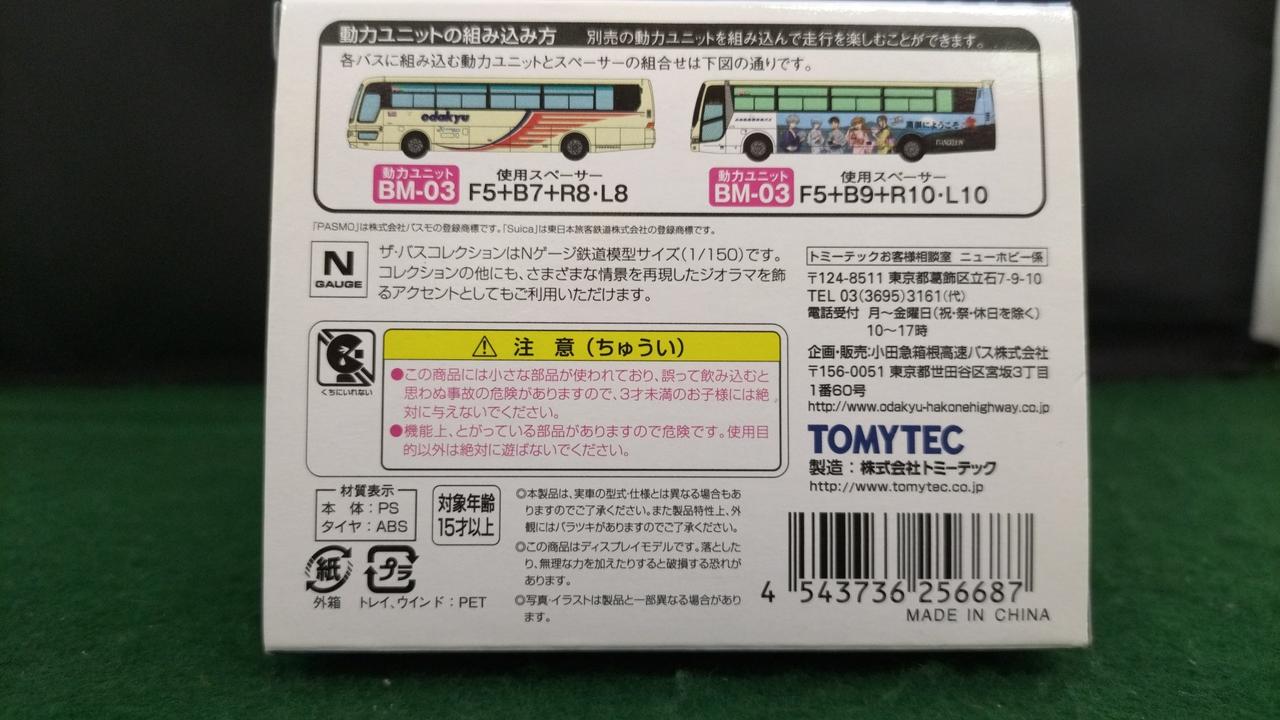 動力ユニットの組み込み方 別売の動力ユニットを組み込んで走行を楽しむことができます。
各バスに組み込む動力ユニットとスペーサーの組合せは下図の通りです。
odakyu
箱根にようこそ
EVANGELION
動力ユニット
BM-03
使用スペーサー
F5+B7+R8・L8
動力ユニット
BM-03
使用スペーサー
F5+B9+R10・L10
「PASMO」は株式会社パスモの登録商標です。「Suica」は東日本旅客鉄道株式会社の登録商標です。
N
GAUGE
ザ・バスコレクションはNゲージ鉄道模型サイズ(1/150)です。
コレクションの他にも、さまざまな情景を再現したジオラマを飾
るアクセントとしてもご利用いただけます。
くちにいれない
注 意(ちゅうい)
●この商品には小さな部品が使われており、誤って飲み込むと
思わぬ事故の危険がありますので、3才未満のお子様には絶
対に与えないでください。
●機能上、とがっている部品がありますので危険です。使用目
的以外は絶対に遊ばないでください。
材質表示
本 体:PS
タイヤ:ABS
対象年齢
15才以上
紙
外箱
プラ
トレイ、ウインド:PET
◎本製品は、実車の型式・仕様とは異なる場合もあ
りますのでご了承ください。また製品特性上、外
観にはバラツキがありますのでご了承ください。
◎この商品はディスプレイモデルです。落とした
り、無理な力を加えたりすると破損する恐れが
あります。
◎写真・イラストは製品と一部異なる場合があり
ます。
トミーテックお客様相談室 ニューホビー係
〒124-8511 東京都葛飾区立石7-9-10
TEL 03(3695)3161(代)
電話受付 月〜金曜日(祝・祭・休日を除く)
10〜17時
企画・販売:小田急箱根高速バス株式会社
〒156-0051 東京都世田谷区宮坂3丁目
1番60号
http://www.odakyu-hakonehighway.co.jp
TOMYTEC
製造:株式会社トミーテック
http://www.tomytec.co.jp
4 543736 256687
MADE IN CHINA